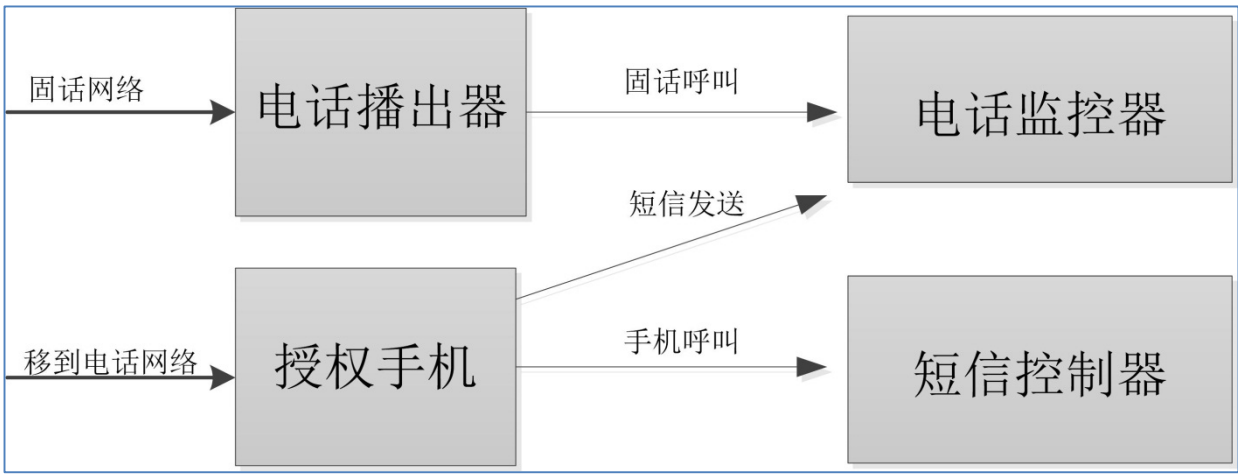 固话网络
电话播出器
固话呼叫
电话监控器
短信发送
移到电话网络
授权手机
手机呼叫
短信控制器